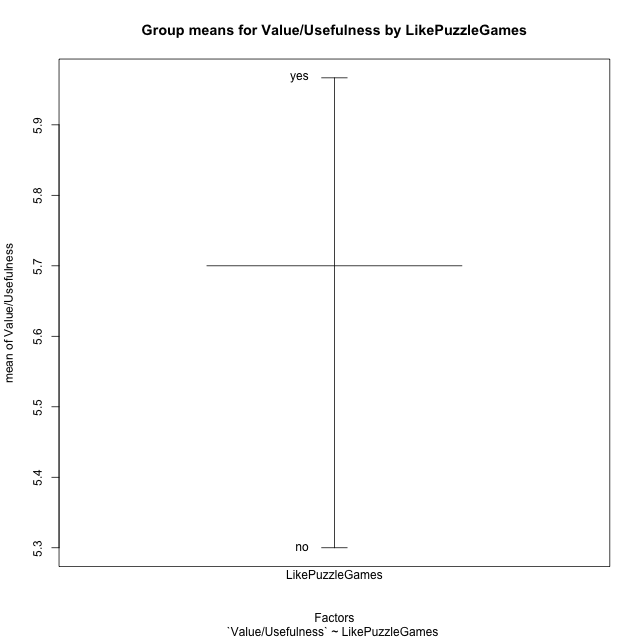 Group means for Value/Usefulness by LikePuzzleGames
yes
5.9
5.8
5.7
mean of Value/Usefulness
5.6
5.5
5.4
5.3
no
LikePuzzleGames
Factors
`Value/Usefulness` ~ LikePuzzleGames